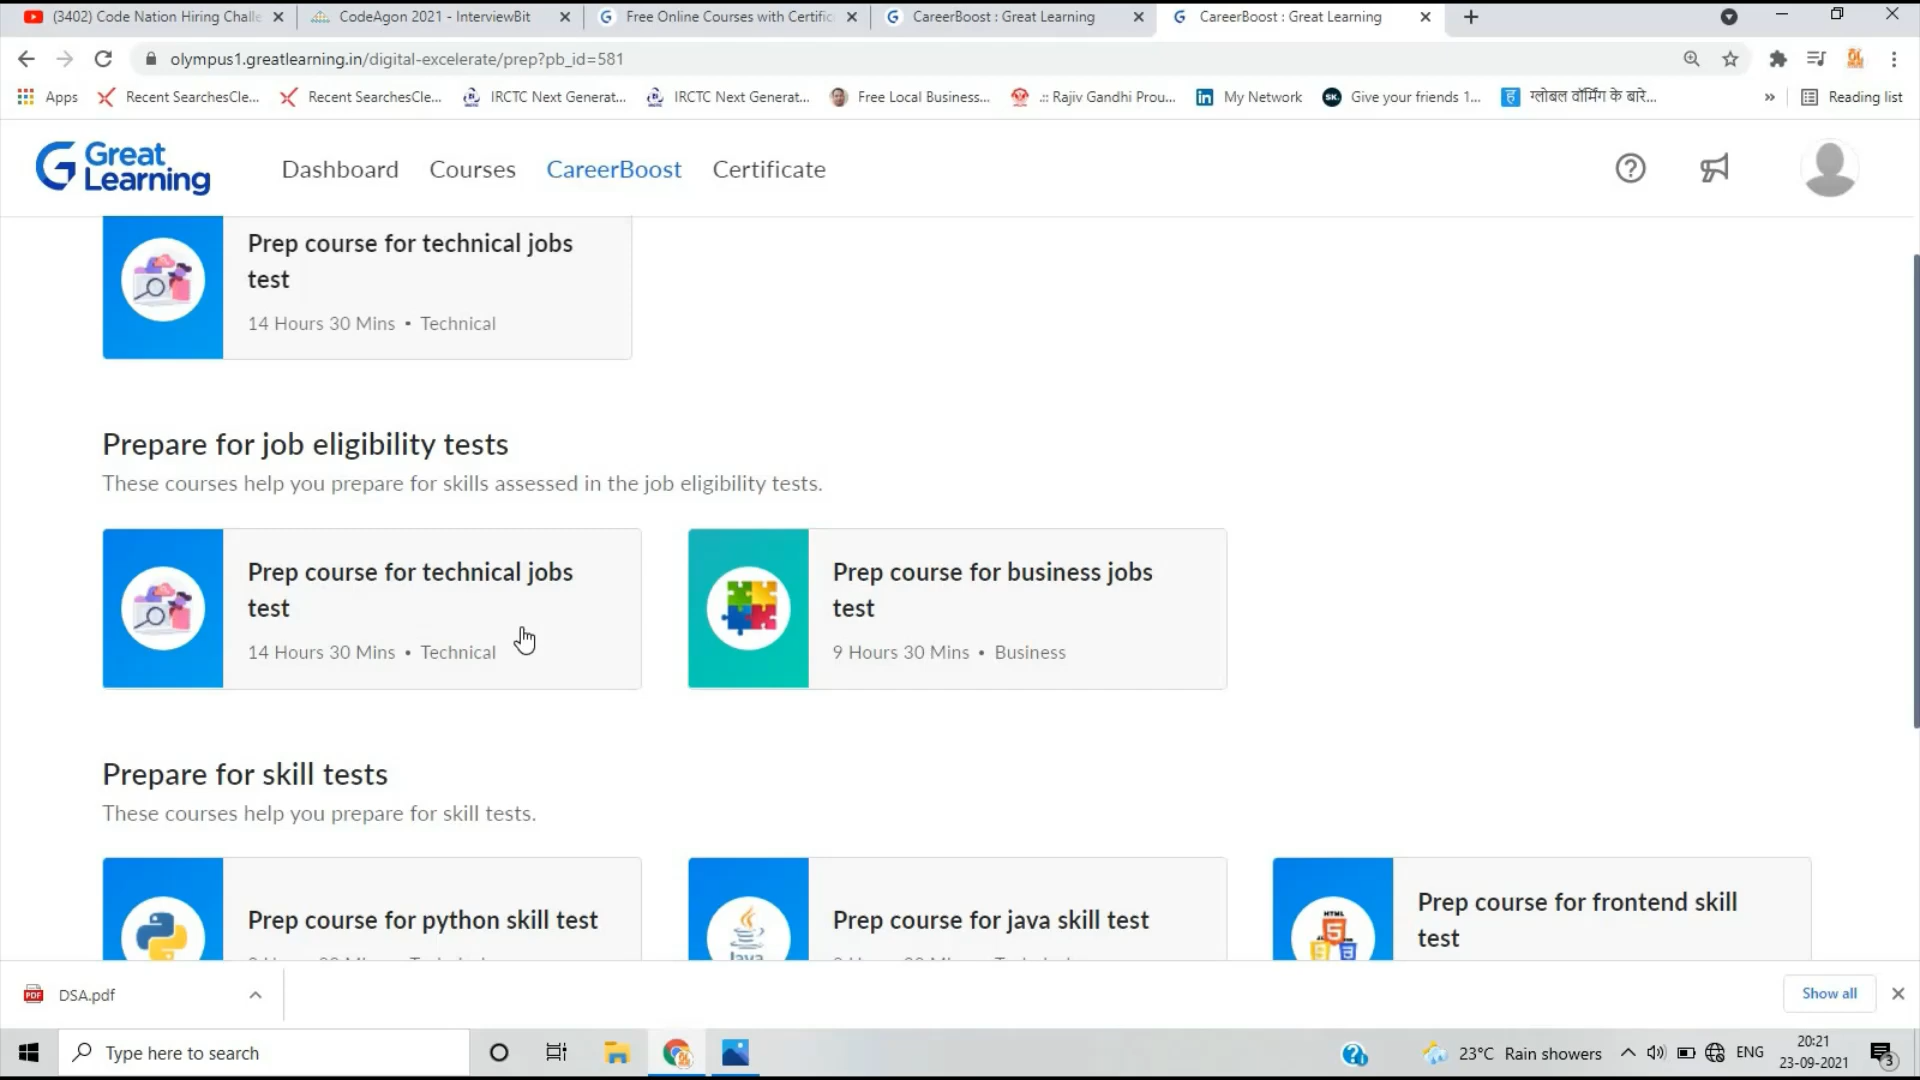 (3402) Code Nation Hiring Challe
CodeAgon 2021 - InterviewBit
Free Online Courses with Certific
CareerBoost : Great Learning
CareerBoost : Great Learning
olympus1.greatlearning.in/digital-excelerate/prep?pb_id=581
Apps
Recent SearchesCle...
Recent SearchesCle...
IRCTC Next Generat...
IRCTC Next Generat...
Free Local Business...
.:: Rajiv Gandhi Prou...
in
My Network
SK.
Give your friends 1...
हि
ग्लोबल वॉर्मिंग के बारे...
»
Reading list
Great
Learning
Dashboard
Courses
CareerBoost
Certificate
Prep course for technical jobs
test
14 Hours 30 Mins • Technical
Prepare for job eligibility tests
These courses help you prepare for skills assessed in the job eligibility tests.
Prep course for technical jobs
test
14 Hours 30 Mins • Technical
Prep course for business jobs
test
9 Hours 30 Mins • Business
Prepare for skill tests
These courses help you prepare for skill tests.
Prep course for python skill test
Java
Prep course for java skill test
HTML
5
3
Prep course for frontend skill
test
PDF
DSA.pdf
Show all
Type here to search
23°C Rain showers
ENG
20:21
23-09-2021
3